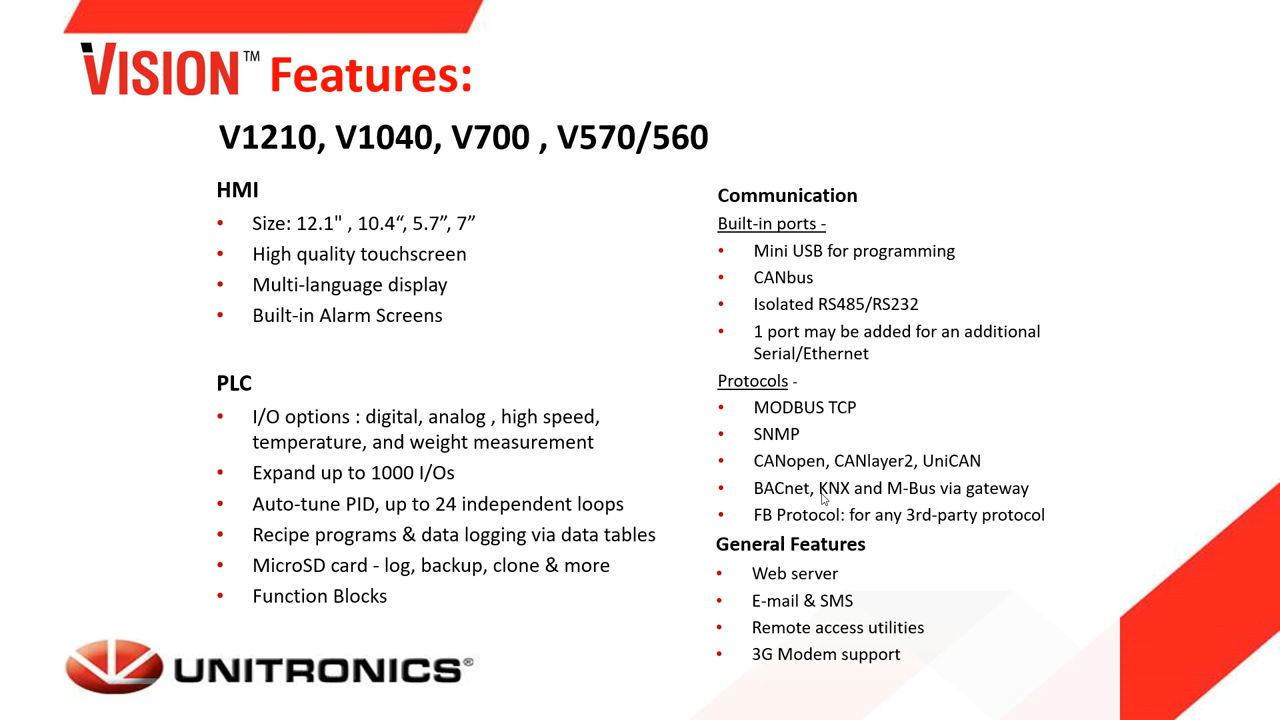 VISION™ Features:
V1210, V1040, V700 , V570/560
HMI
• Size: 12.1" , 10.4“, 5.7”, 7”
• High quality touchscreen
• Multi-language display
• Built-in Alarm Screens
PLC
• I/O options : digital, analog , high speed,
temperature, and weight measurement
• Expand up to 1000 I/Os
• Auto-tune PID, up to 24 independent loops
• Recipe programs & data logging via data tables
• MicroSD card - log, backup, clone & more
• Function Blocks
Communication
Built-in ports -
• Mini USB for programming
• CANbus
• Isolated RS485/RS232
• 1 port may be added for an additional
Serial/Ethernet
Protocols -
• MODBUS TCP
• SNMP
• CANopen, CANlayer2, UniCAN
• BACnet, KNX and M-Bus via gateway
• FB Protocol: for any 3rd-party protocol
General Features
• Web server
• E-mail & SMS
• Remote access utilities
• 3G Modem support
UNITRONICS®